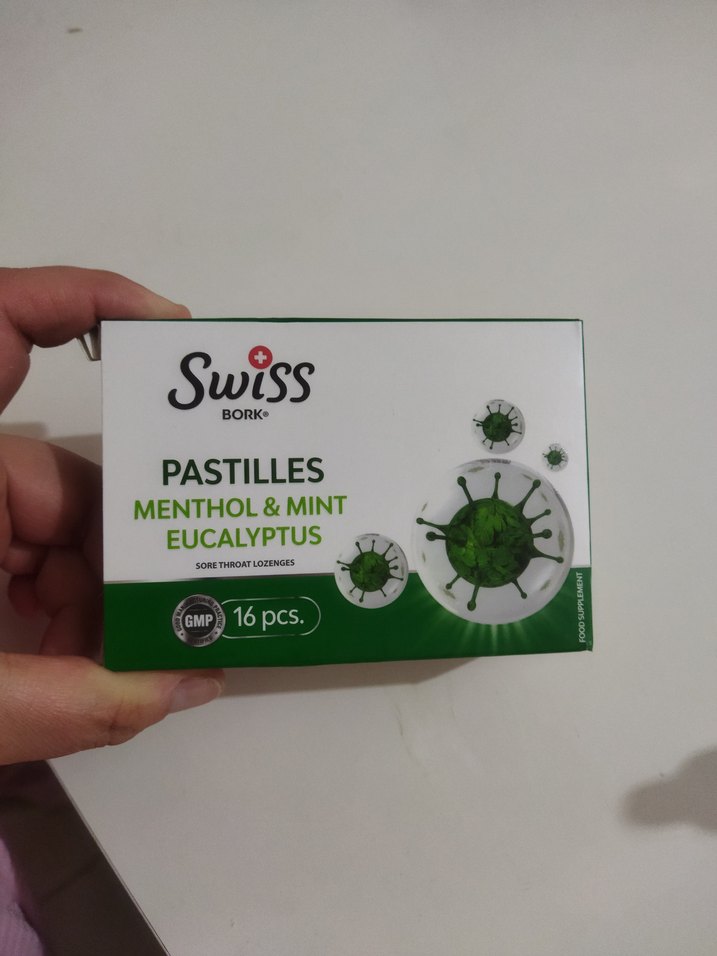 Swiss
BORK®
PASTILLES
MENTHOL & MINT
EUCALYPTUS
SORE THROAT LOZENGES
GMP
16 pcs.
FOOD SUPPLEMENT